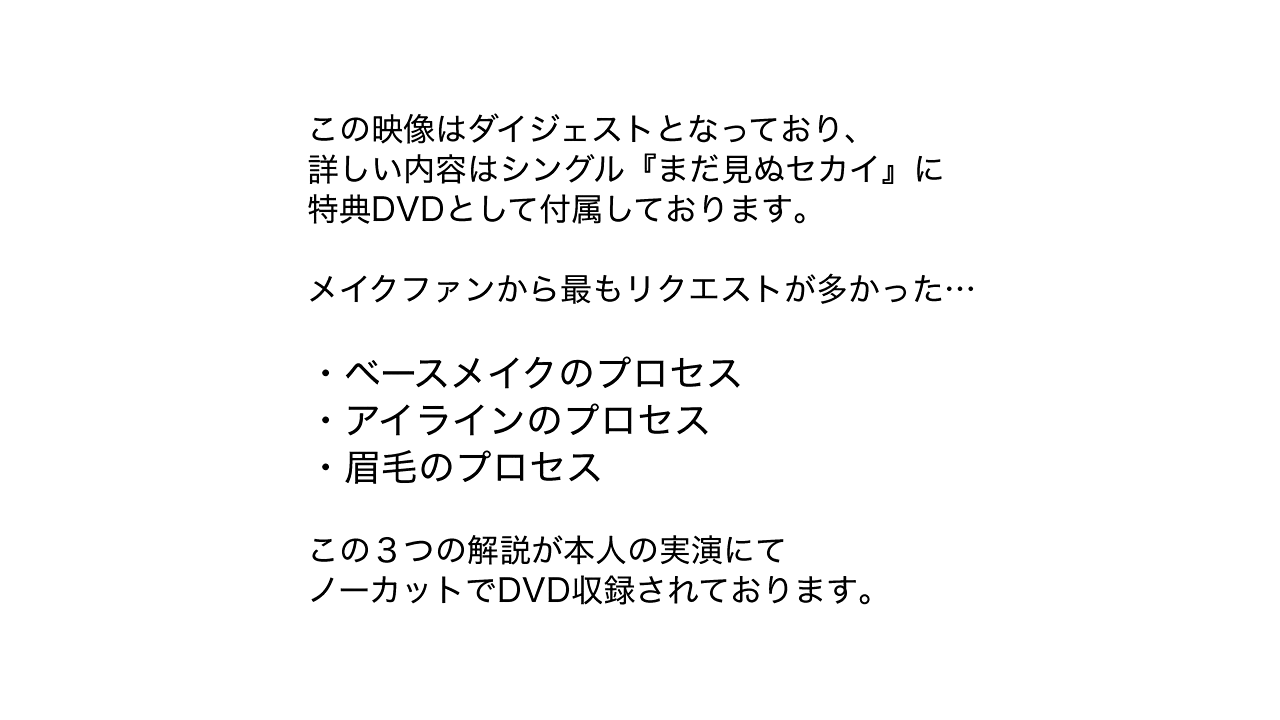 この映像はダイジェストとなっており、
詳しい内容はシングル『まだ見ぬセカイ』に
特典DVDとして付属しております。
メイクファンから最もリクエストが多かった…
・ベースメイクのプロセス
・アイラインのプロセス
・眉毛のプロセス
この３つの解説が本人の実演にて
ノーカットでDVD収録されております。